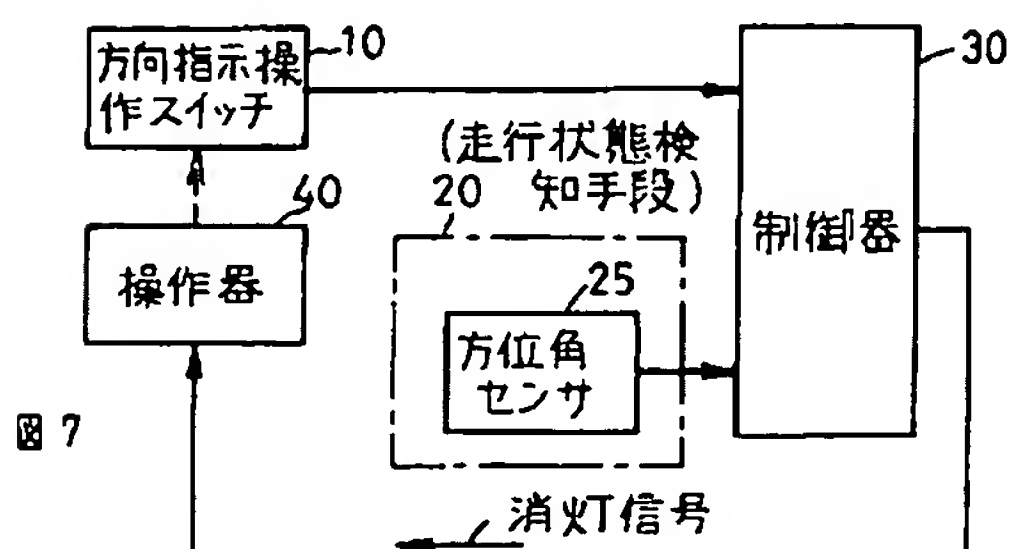 方向指示操
作スイッチ
10
30
(走行状態検
知手段)
20
40
操作器
制御器
25
方位角
センサ
図 7
消灯信号